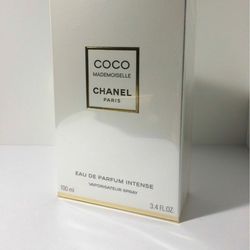 COCO
MADEMOISELLE
CHANEL
PARIS
EAU DE PARFUM INTENSE
VAPORISATEUR SPRAY
100 ml
3.4 FL.OZ.